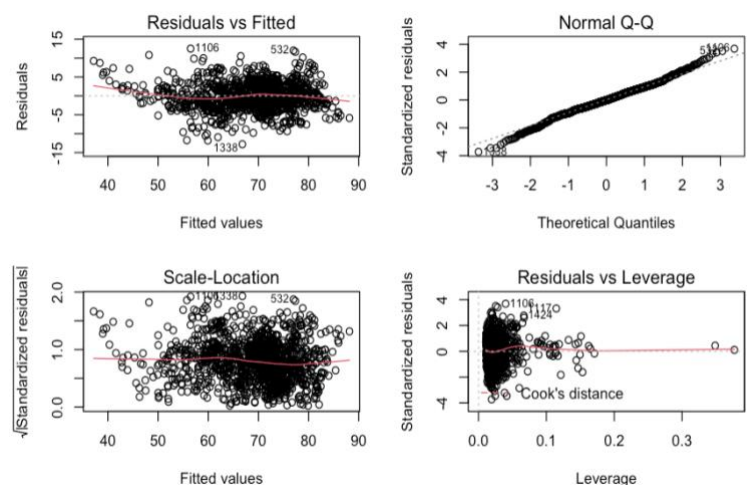 Residuals vs Fitted
Residuals
15
5
-5
-15
1106
532
1338
40 50 60 70 80 90
Fitted values
Normal Q-Q
Standardized residuals
4
2
0
-2
-4
-3 -2 -1 0 1 2 3
Theoretical Quantiles
Scale-Location
√|Standardized residuals|
2.0
1.0
0.0
1338
532
40 50 60 70 80 90
Fitted values
Residuals vs Leverage
Standardized residuals
4
2
0
-4
1106
1117
1424
Cook's distance
0.0 0.1 0.2 0.3
Leverage